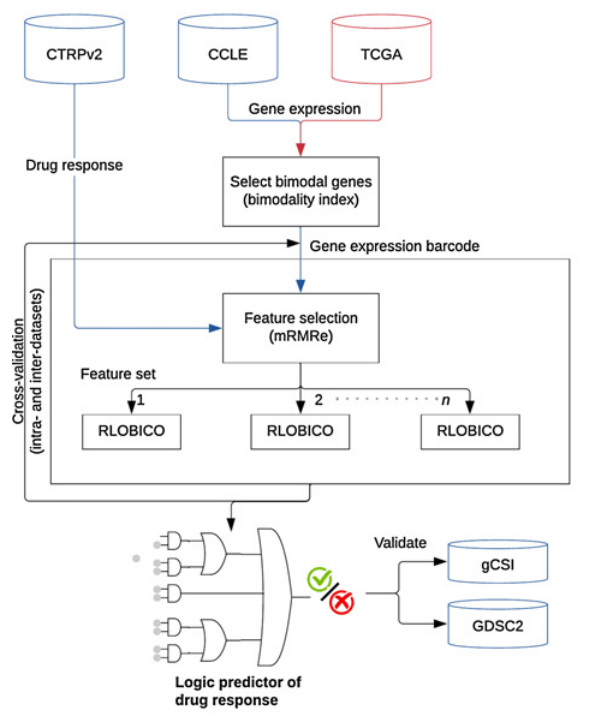 CTRPv2
CCLE
TCGA
Gene expression
Drug response
Select bimodal genes
(bimodality index)
Gene expression barcode
Cross-validation
(intra- and inter-datasets)
Feature selection
(mRMRe)
Feature set
1
2
n
RLOBICO
RLOBICO
RLOBICO
Validate
gCSI
GDSC2
Logic predictor of
drug response